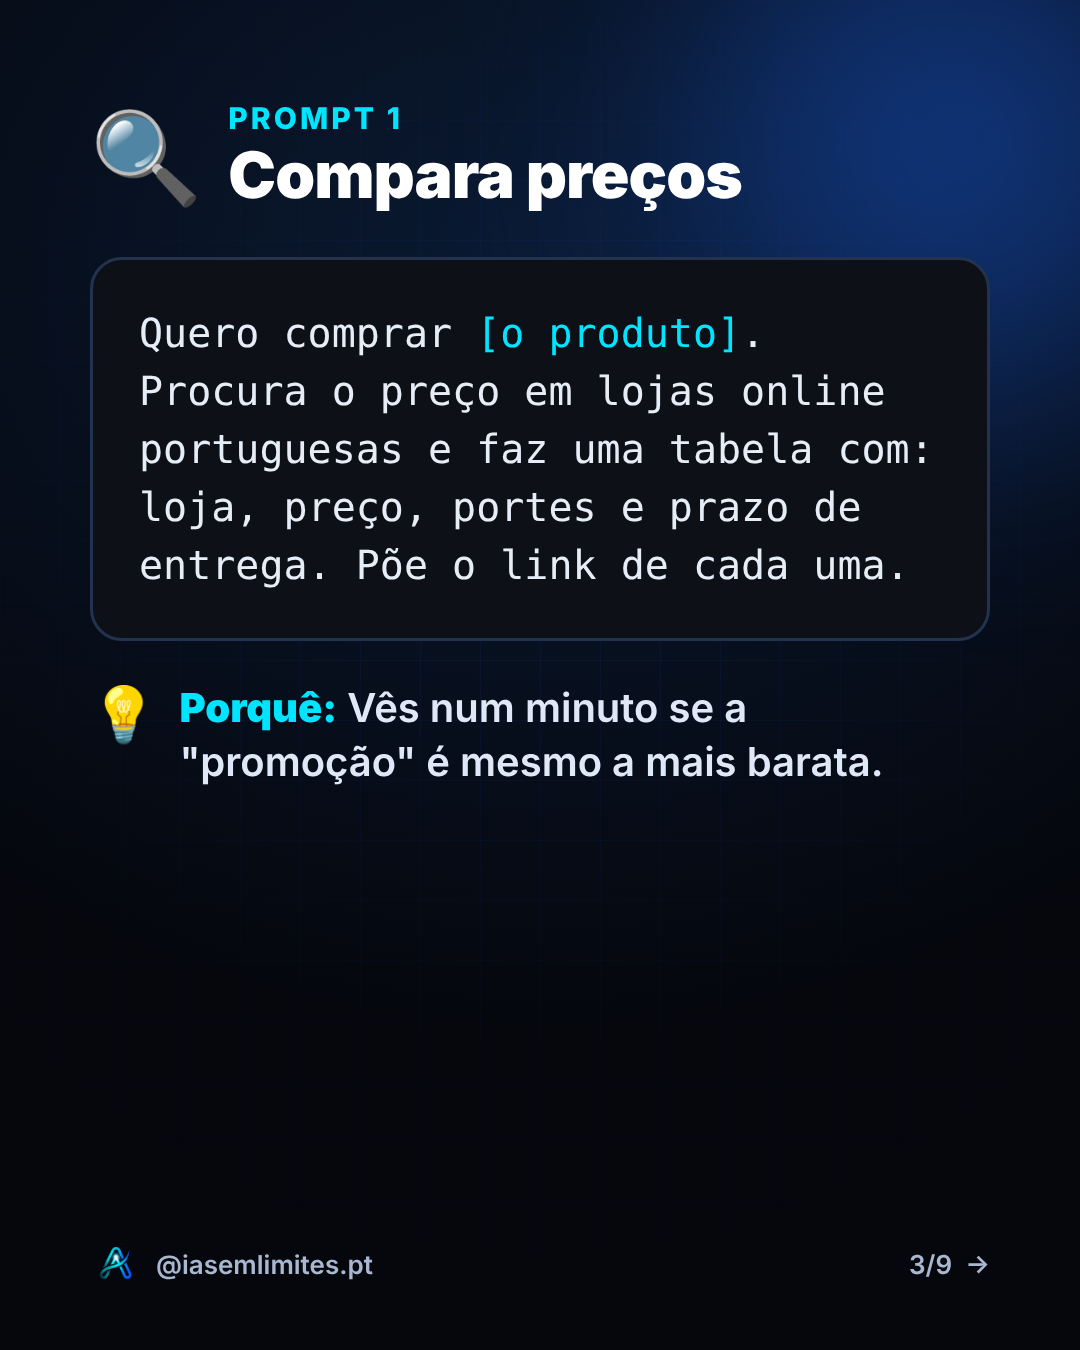 PROMPT 1
Compara preços
Quero comprar [o produto].
Procura o preço em lojas online
portuguesas e faz uma tabela com:
loja, preço, portes e prazo de
entrega. Põe o link de cada uma.
Porquê: Vês num minuto se a
"promoção" é mesmo a mais barata.
@iasemlimites.pt
3/9 →